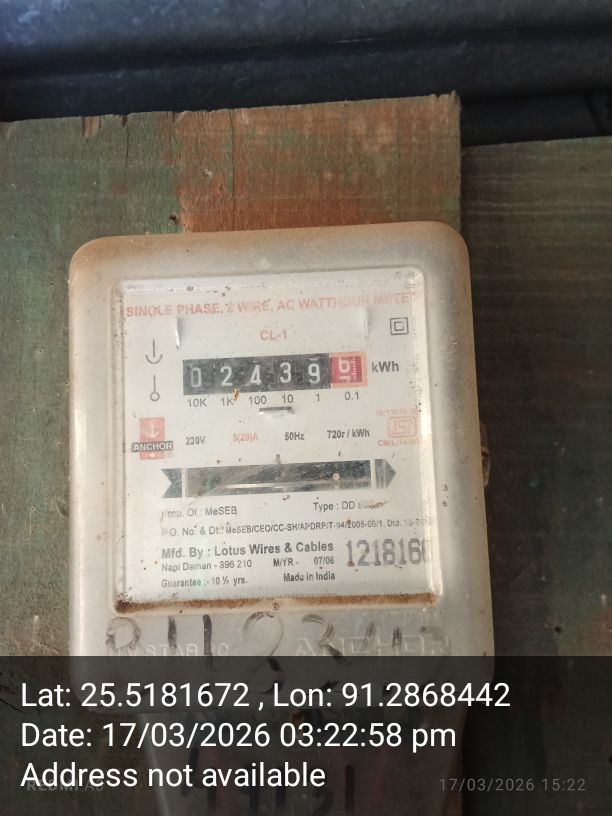 SINGLE PHASE, 2 WIRE, AC WATTHOUR METER
CL-1
0 2 4 3 9 kWh
10K 1K 100 10 1 0.1
ANCHOR
230V 5(20)A 50Hz 720r / kWh
Prop. Of : MeSEB Type : DD
P.O. No. & Dt.: MeSEB/CEO/CC-SH/APDRP/T-94/2005-06/1, Dtd.
Mfd. By : Lotus Wires & Cables
Napi Daman - 396 210 M/YR - 07/06
Guarantee :- 10 ½ yrs. Made in India
121816
ANCHOR
Lat: 25.5181672 , Lon: 91.2868442
Date: 17/03/2026 03:22:58 pm
Address not available
17/03/2026 15:22